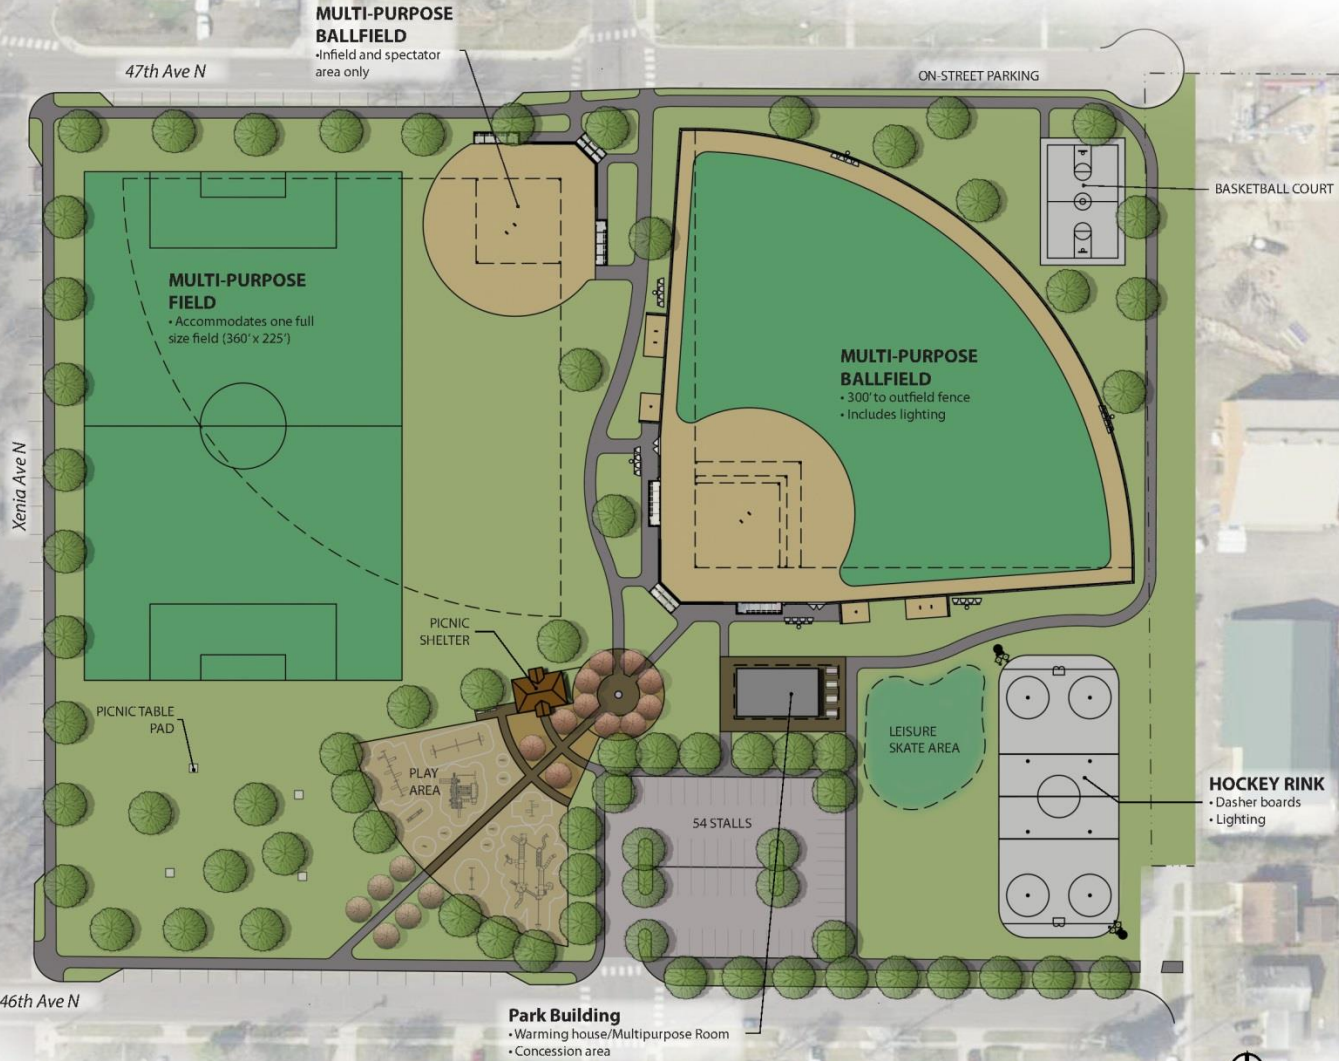 MULTI-PURPOSE
BALLFIELD
•Infield and spectator
area only
47th Ave N
ON-STREET PARKING
BASKETBALL COURT
MULTI-PURPOSE
FIELD
• Accommodates one full
size field (360' x 225')
MULTI-PURPOSE
BALLFIELD
• 300' to outfield fence
• Includes lighting
Xenia Ave N
PICNIC
SHELTER
PICNIC TABLE
PAD
PLAY
AREA
LEISURE
SKATE AREA
54 STALLS
HOCKEY RINK
• Dasher boards
• Lighting
46th Ave N
Park Building
• Warming house/Multipurpose Room
• Concession area